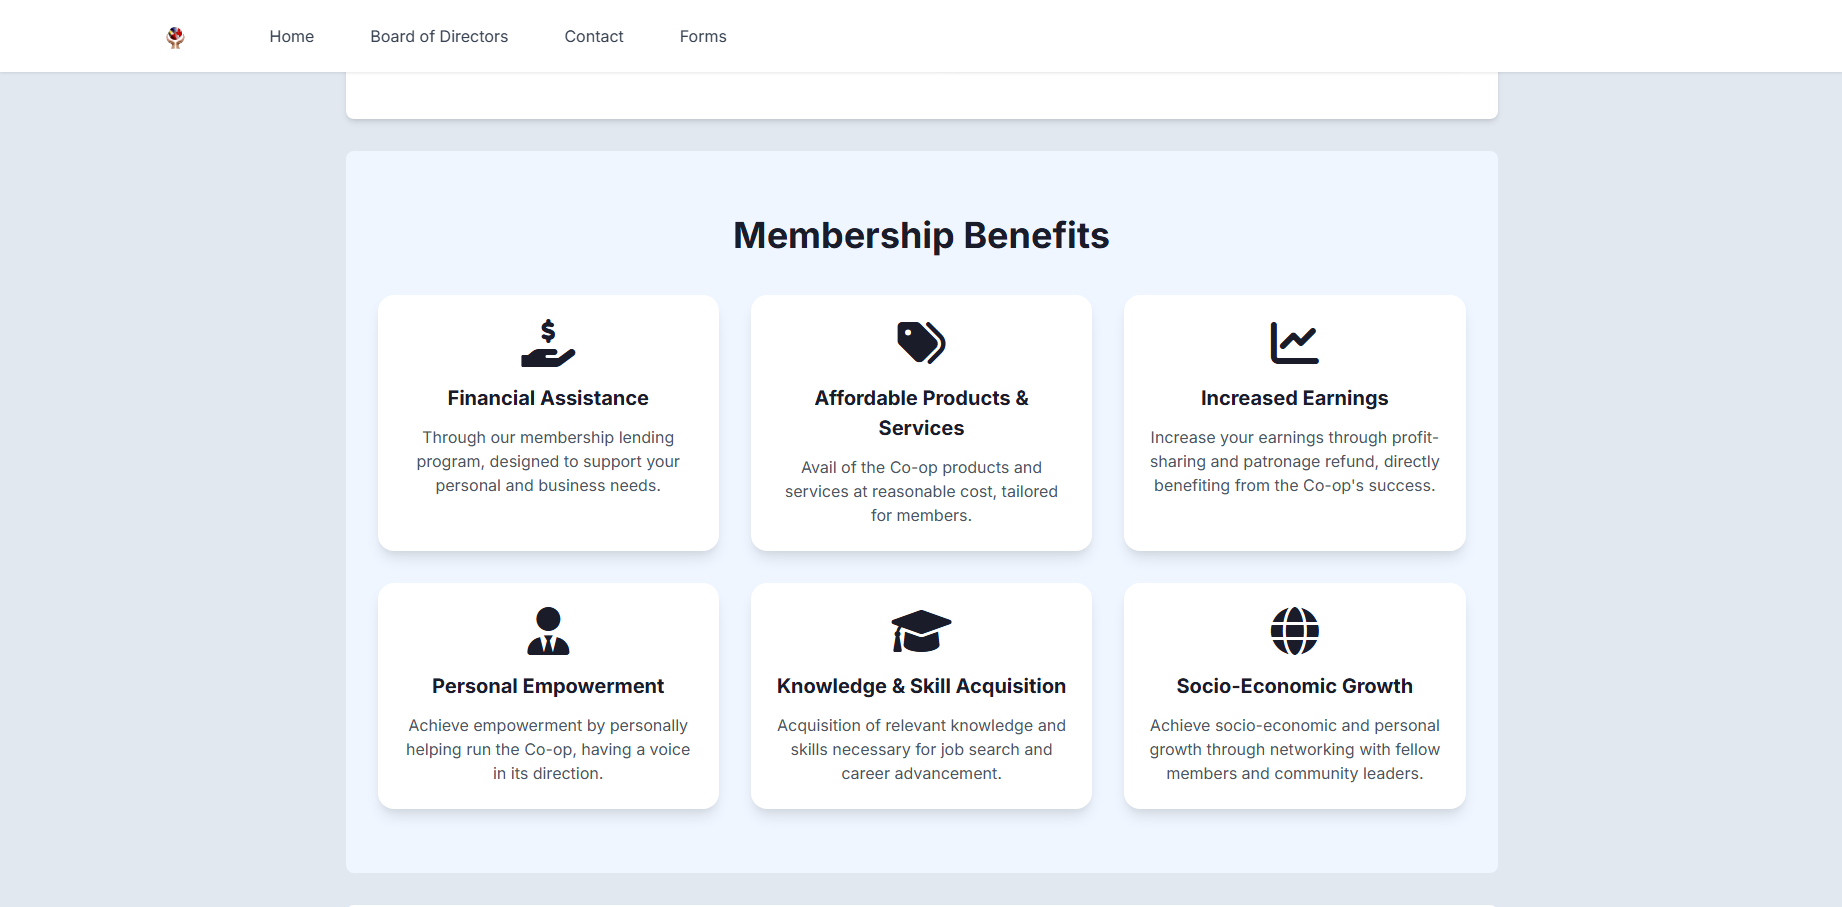 Home
Board of Directors
Contact
Forms
Membership Benefits
Financial Assistance
Through our membership lending
program, designed to support your
personal and business needs.
Affordable Products &
Services
Avail of the Co-op products and
services at reasonable cost, tailored
for members.
Increased Earnings
Increase your earnings through profit-
sharing and patronage refund, directly
benefiting from the Co-op's success.
Personal Empowerment
Achieve empowerment by personally
helping run the Co-op, having a voice
in its direction.
Knowledge & Skill Acquisition
Acquisition of relevant knowledge and
skills necessary for job search and
career advancement.
Socio-Economic Growth
Achieve socio-economic and personal
growth through networking with fellow
members and community leaders.